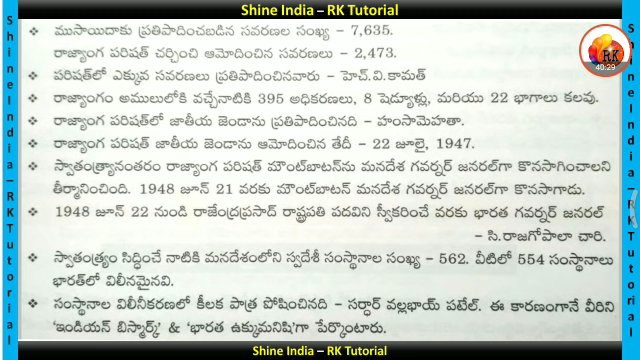 Shine India – RK Tutorial
❖ ముసాయిదాకు ప్రతిపాదించబడిన సవరణల సంఖ్య – 7,635.
రాజ్యాంగ పరిషత్ చర్చించి ఆమోదించిన సవరణలు – 2,473.
❖ పరిషత్‌లో ఎక్కువ సవరణలు ప్రతిపాదించినవారు – హెచ్.వి.కామత్
❖ రాజ్యాంగం అమలులోకి వచ్చేనాటికి 395 అధికరణలు, 8 షెడ్యూళ్లు, మరియు 22 భాగాలు కలవు.
❖ రాజ్యాంగ పరిషత్‌లో జాతీయ జెండాను ప్రతిపాదించినది – హంసామెహతా.
❖ రాజ్యాంగ పరిషత్ జాతీయ జెండాను ఆమోదించిన తేదీ – 22 జులై, 1947.
❖ స్వాతంత్ర్యానంతరం రాజ్యాంగ పరిషత్ మౌంట్‌బాటన్‌ను మనదేశ గవర్నర్ జనరల్‌గా కొనసాగించాలని
తీర్మానించింది. 1948 జూన్ 21 వరకు మౌంట్‌బాటన్ మనదేశ గవర్నర్ జనరల్‌గా కొనసాగాడు.
❖ 1948 జూన్ 22 నుండి రాజేంద్రప్రసాద్ రాష్ట్రపతి పదవిని స్వీకరించే వరకు భారత గవర్నర్ జనరల్
– సి.రాజగోపాలా చారి.
❖ స్వాతంత్ర్యం సిద్ధించే నాటికి మనదేశంలోని స్వదేశీ సంస్థానాల సంఖ్య – 562. వీటిలో 554 సంస్థానాలు
భారత్‌లో విలీనమైనవి.
❖ సంస్థానాల విలీనీకరణలో కీలక పాత్ర పోషించినది – సర్ధార్ వల్లభాయ్ పటేల్. ఈ కారణంగానే వీరిని
'ఇండియన్ బిస్మార్క్' & 'భారత ఉక్కుమనిషి'గా పేర్కొంటారు.
Shine India – RK Tutorial
Shine India – RK Tutorial
Shine India – RK Tutorial
RK
40:29